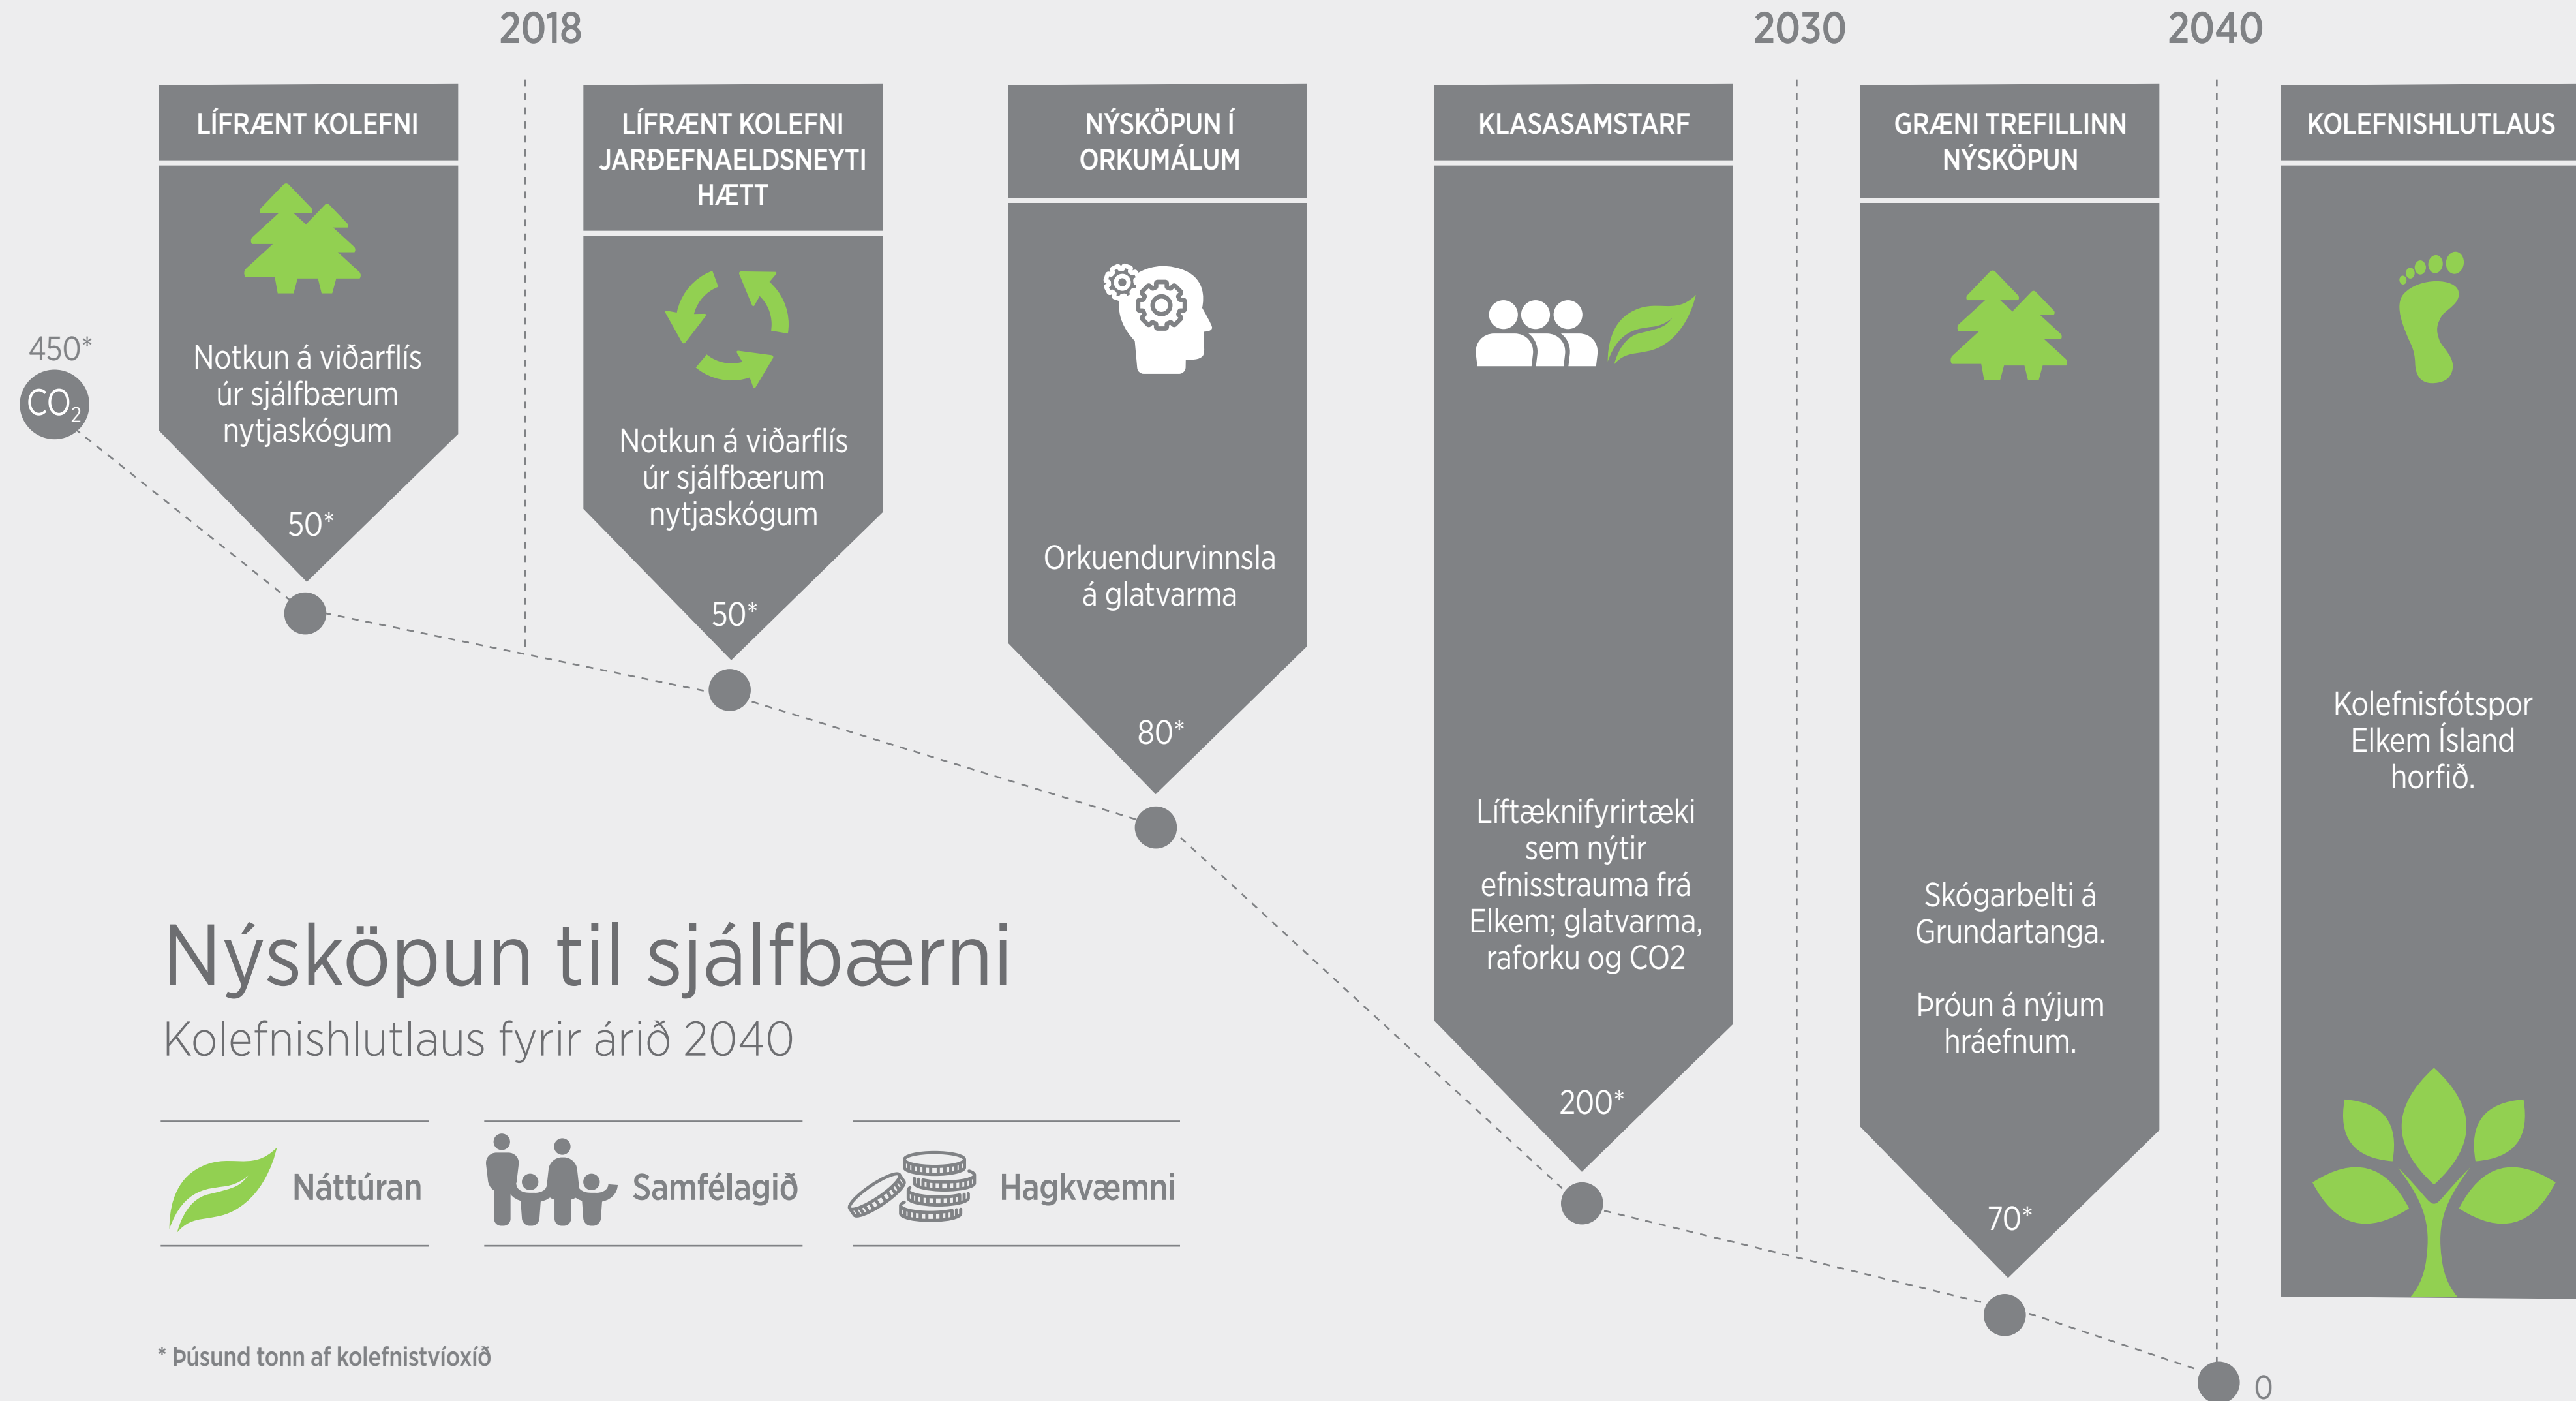 2018
2030
2040
450*
CO₂
LÍFRÆNT KOLEFNI
Notkun á viðarflís
úr sjálfbærum
nytjaskógum
50*
LÍFRÆNT KOLEFNI
JARÐEFNAELDSNEYTI
HÆTT
Notkun á viðarflís
úr sjálfbærum
nytjaskógum
50*
NÝSKÖPUN Í
ORKUMÁLUM
Orkuendurvinnsla
á glatvarma
80*
KLASASAMSTARF
Líftæknifyrirtæki
sem nýtir
efnisstrauma frá
Elkem; glatvarma,
raforku og CO2
200*
GRÆNI TREFILLINN
NÝSKÖPUN
Skógarbelti á
Grundartanga.
Þróun á nýjum
hráefnum.
70*
KOLEFNISHLUTLAUS
Kolefnisfótspor
Elkem Ísland
horfið.
0
Nýsköpun til sjálfbærni
Kolefnishlutlaus fyrir árið 2040
Náttúran
Samfélagið
Hagkvæmni
* Þúsund tonn af kolefnistvíoxíð